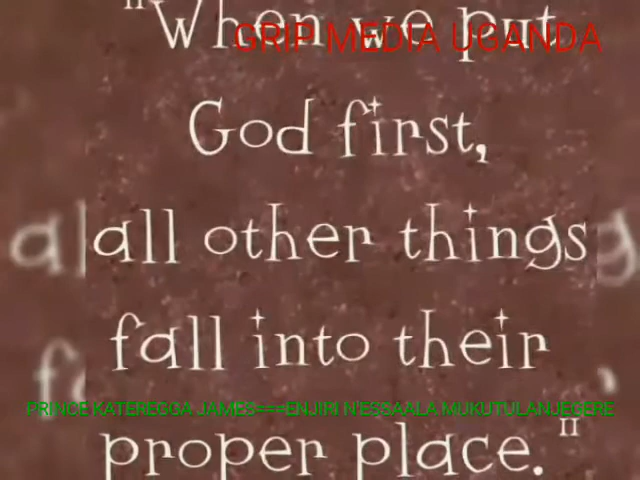 "When we put
GRIP MEDIA UGANDA
God first,
all other things
fall into their
PRINCE KATEREGGA JAMES===ENJIRI N'ESSAALA MUKUTULANJEGERE
proper place."